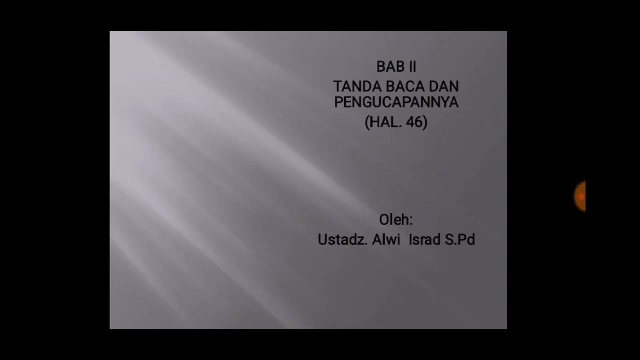 BAB II
TANDA BACA DAN
PENGUCAPANNYA
(HAL. 46)
Oleh:
Ustadz. Alwi Israd S.Pd